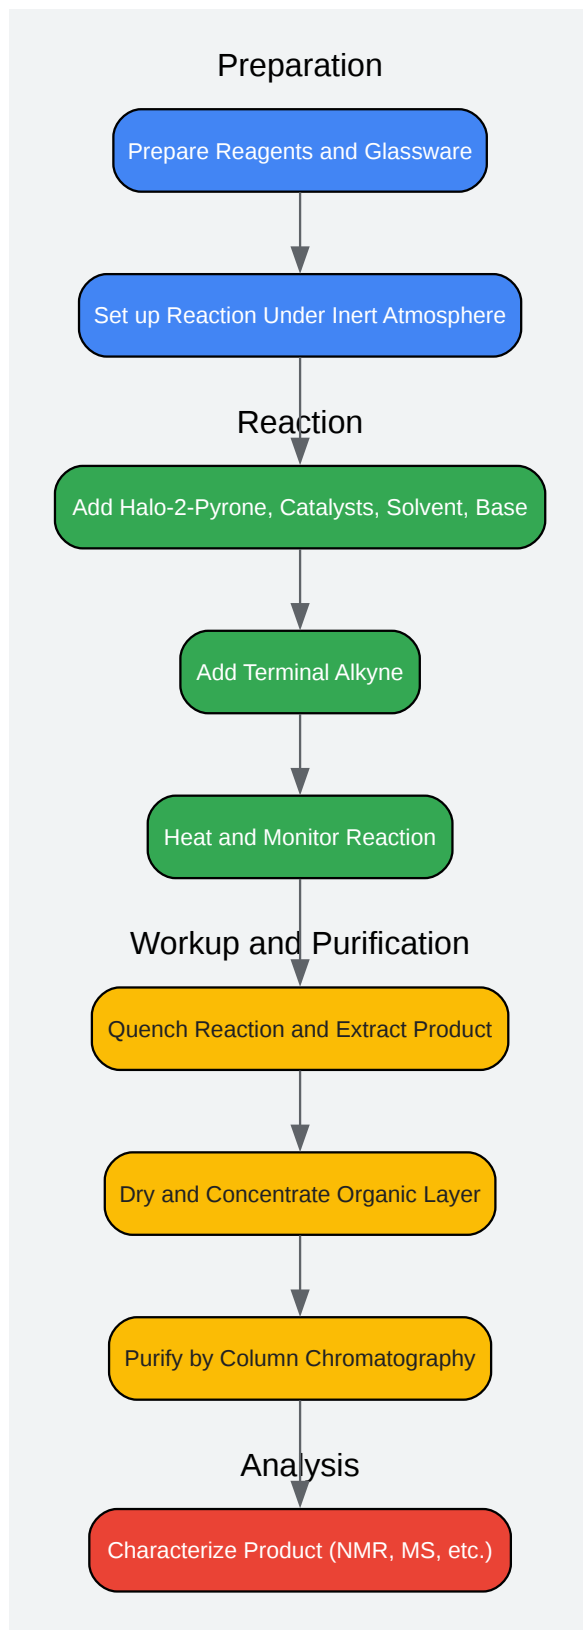 Preparation
Prepare Reagents and Glassware
Set up Reaction Under Inert Atmosphere
Reaction
Add Halo-2-Pyrone, Catalysts, Solvent, Base
Add Terminal Alkyne
Heat and Monitor Reaction
Workup and Purification
Quench Reaction and Extract Product
Dry and Concentrate Organic Layer
Purify by Column Chromatography
Analysis
Characterize Product (NMR, MS, etc.)